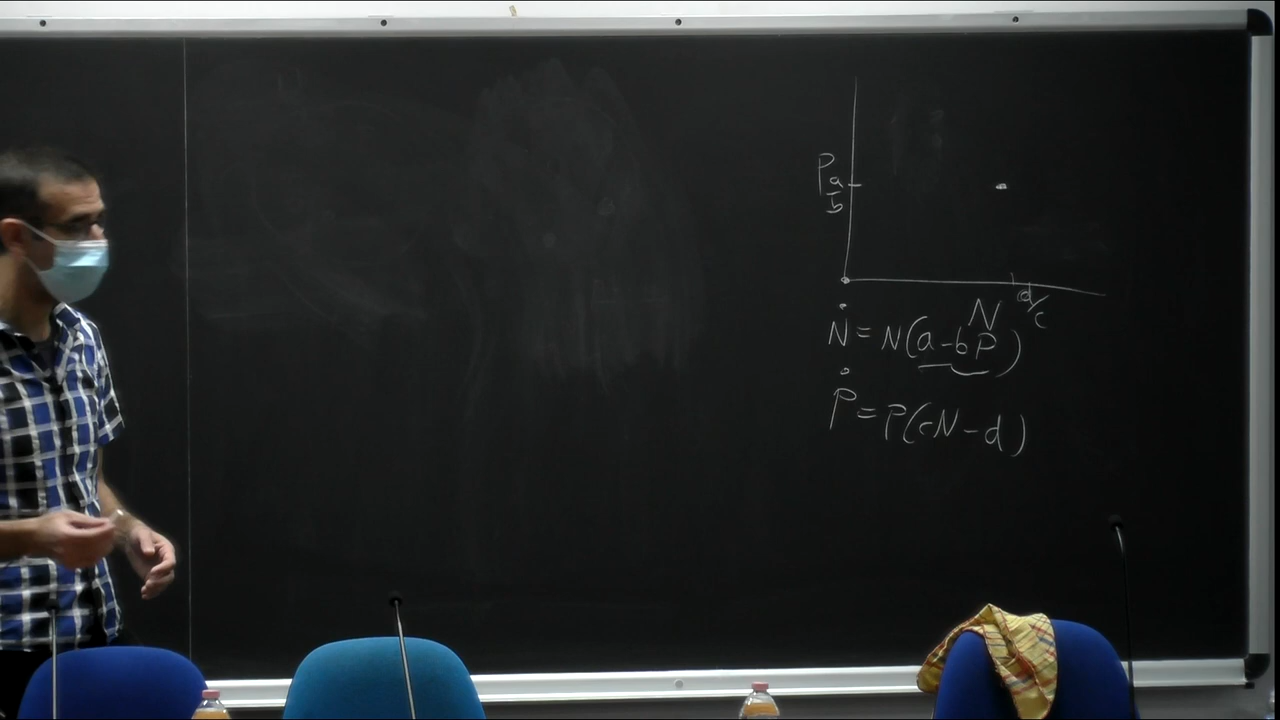 P
a
b
d/c
N
Ṅ = N(a - bP)
Ṗ = P(cN - d)